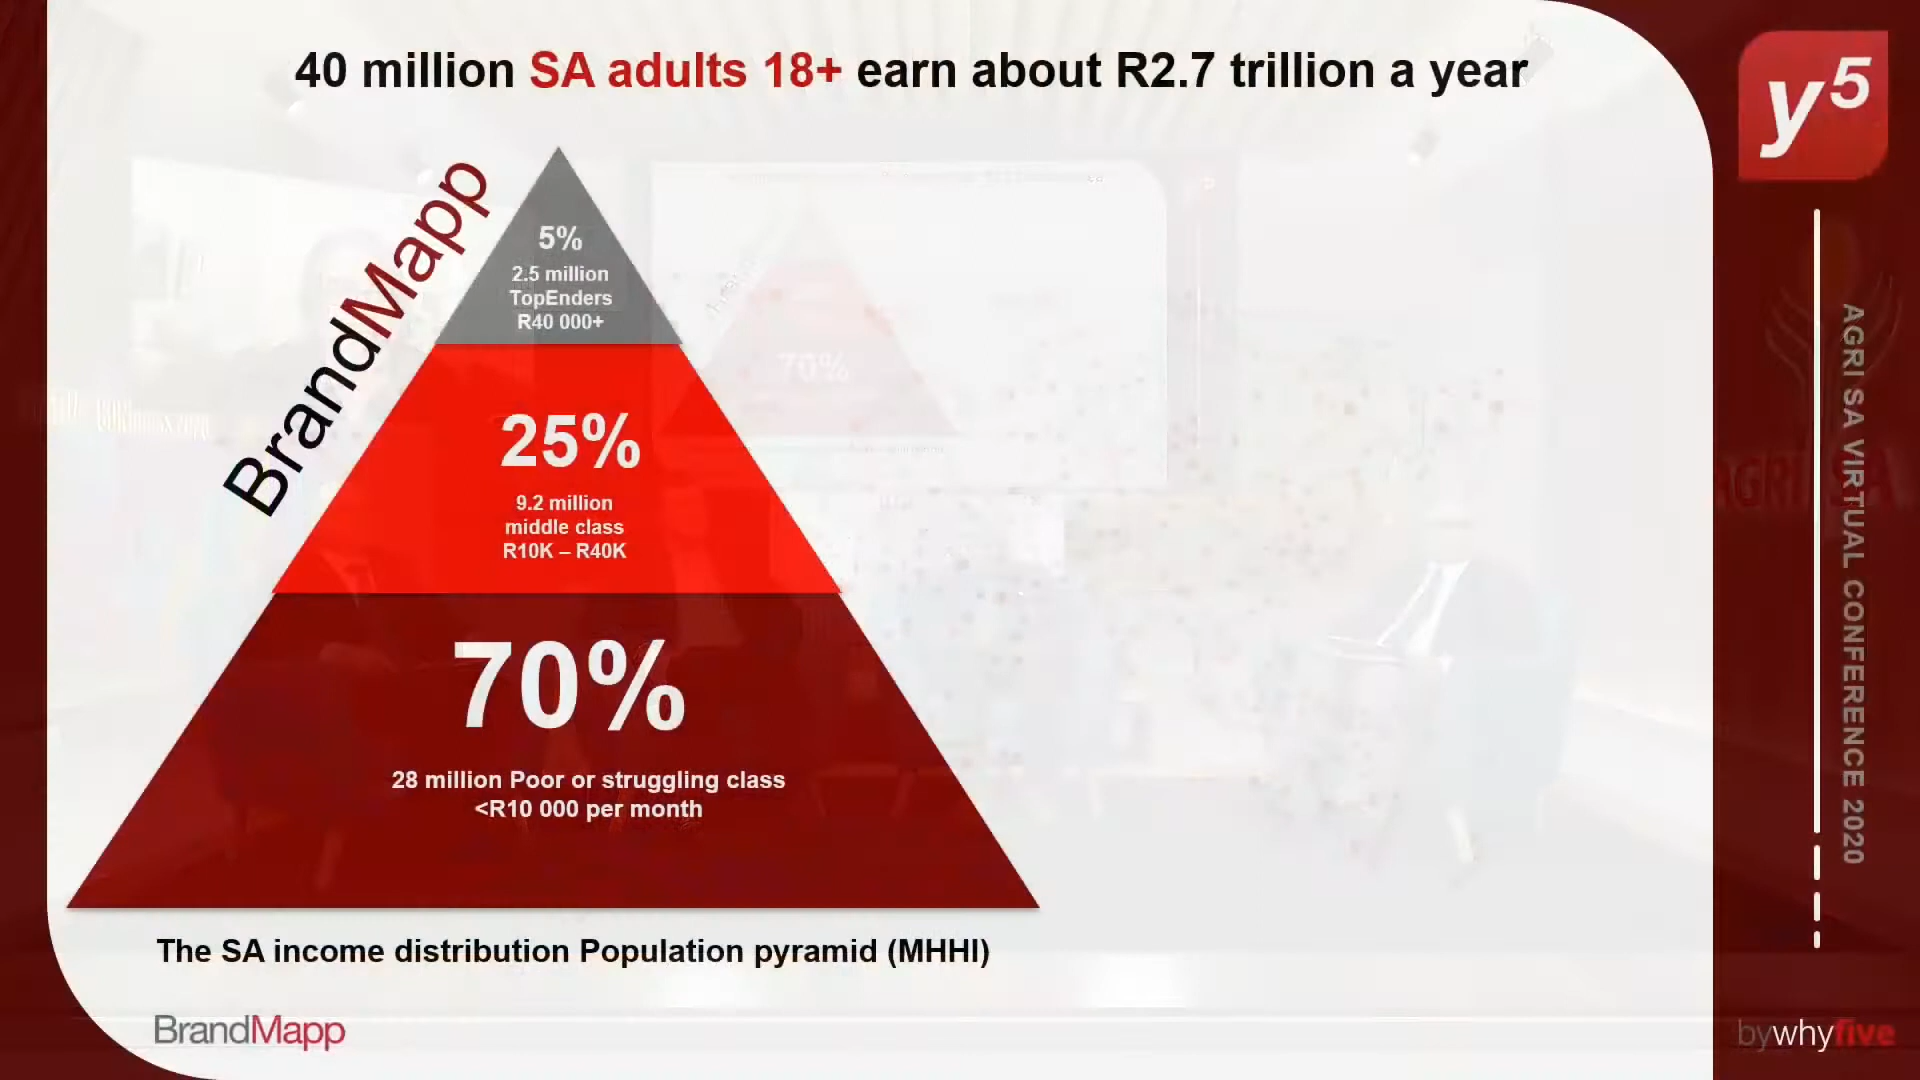 40 million SA adults 18+ earn about R2.7 trillion a year
y5
BrandMapp
5%
2.5 million
TopEnders
R40 000+
25%
9.2 million
middle class
R10K – R40K
70%
28 million Poor or struggling class
<R10 000 per month
The SA income distribution Population pyramid (MHHI)
BrandMapp
AGRI SA VIRTUAL CONFERENCE 2020
bywhyfive
70%